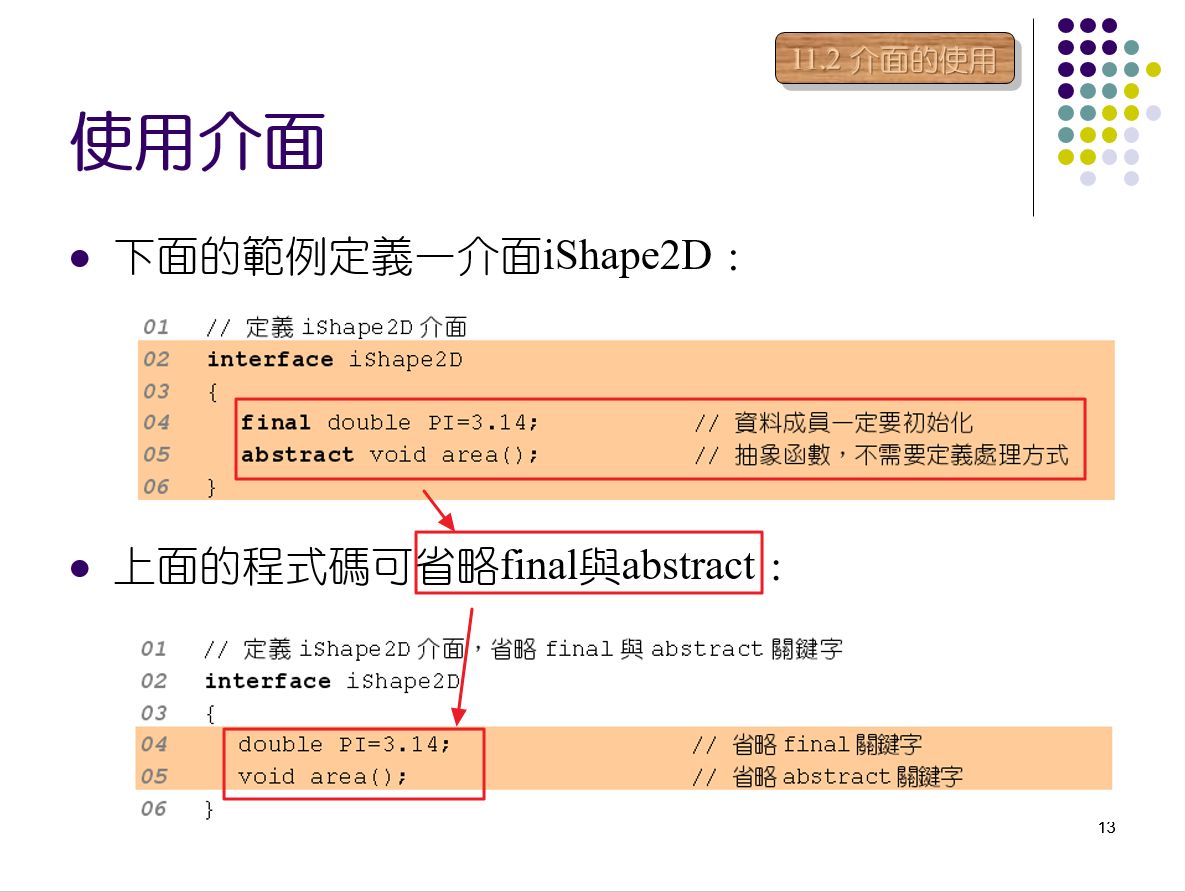 11.2 介面的使用
使用介面
● 下面的範例定義一介面iShape2D：
01 // 定義 iShape2D 介面
02 interface iShape2D
03 {
04 final double PI=3.14; // 資料成員一定要初始化
05 abstract void area(); // 抽象函數，不需要定義處理方式
06 }
● 上面的程式碼可省略final與abstract：
01 // 定義 iShape2D 介面，省略 final 與 abstract 關鍵字
02 interface iShape2D
03 {
04 double PI=3.14; // 省略 final 關鍵字
05 void area(); // 省略 abstract 關鍵字
06 }
13